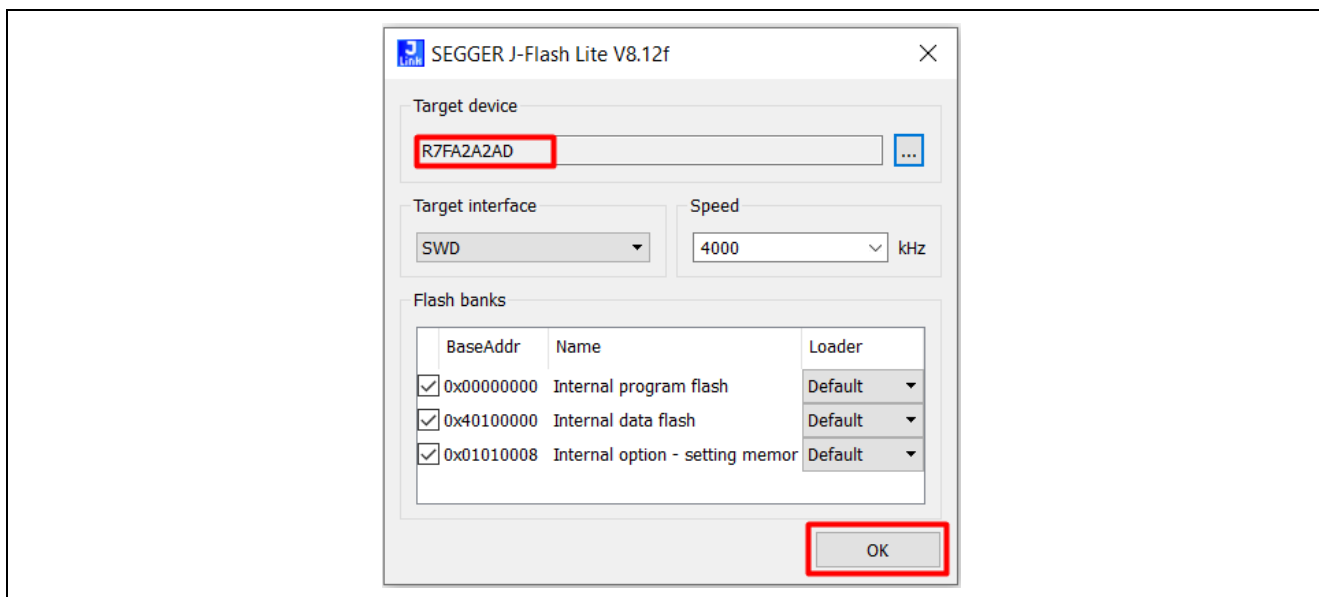 J
Link
SEGGER J-Flash Lite V8.12f
Target device
R7FA2A2AD
...
Target interface
Speed
SWD
4000
kHz
Flash banks
BaseAddr Name Loader
0x00000000 Internal program flash Default
0x40100000 Internal data flash Default
0x01010008 Internal option - setting memor Default
OK